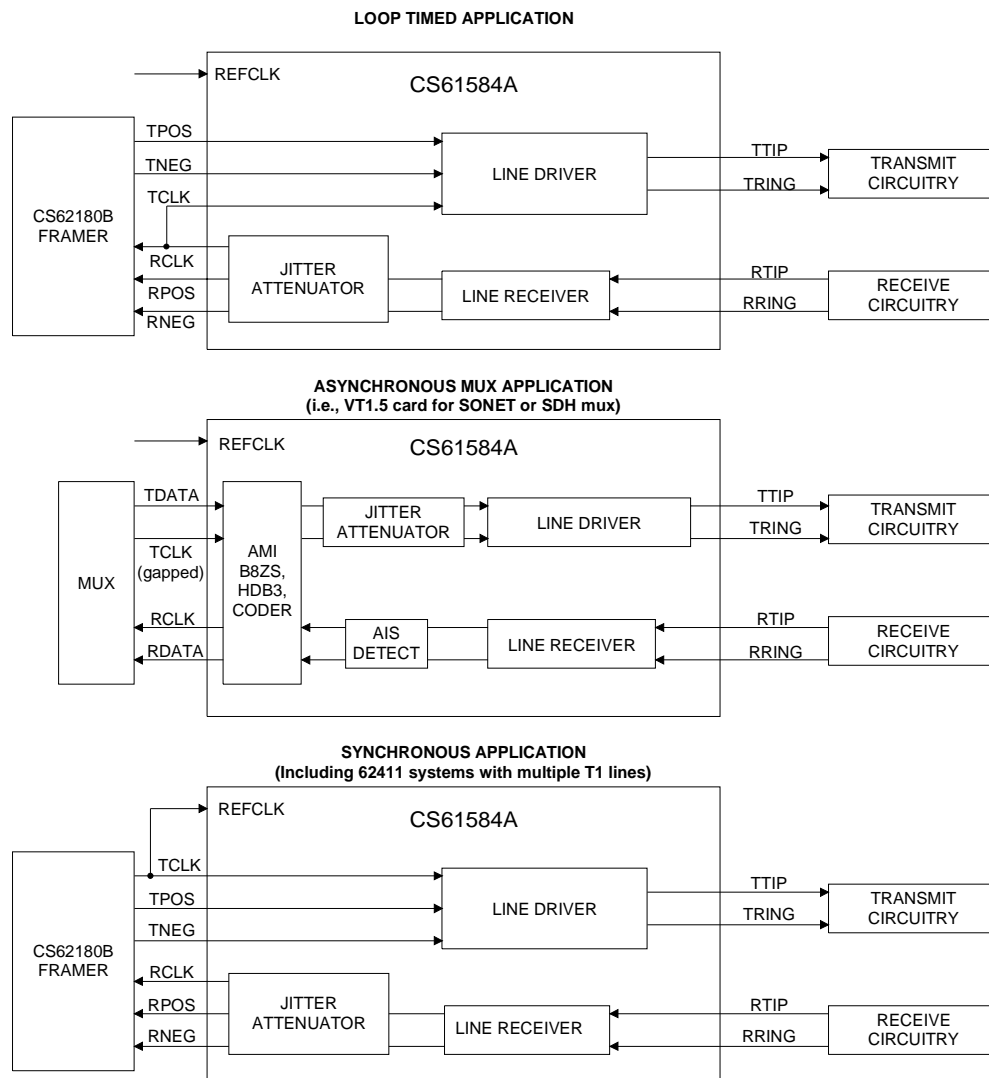 LOOP TIMED APPLICATION
REFCLK
CS61584A
TPOS
TNEG
TCLK
CS62180B
FRAMER
LINE DRIVER
TTIP
TRING
TRANSMIT
CIRCUITRY
RCLK
RPOS
RNEG
JITTER
ATTENUATOR
LINE RECEIVER
RTIP
RRING
RECEIVE
CIRCUITRY
ASYNCHRONOUS MUX APPLICATION
(i.e., VT1.5 card for SONET or SDH mux)
REFCLK
CS61584A
MUX
TDATA
TCLK
(gapped)
RCLK
RDATA
AMI
B8ZS,
HDB3,
CODER
JITTER
ATTENUATOR
LINE DRIVER
TTIP
TRING
TRANSMIT
CIRCUITRY
AIS
DETECT
LINE RECEIVER
RTIP
RRING
RECEIVE
CIRCUITRY
SYNCHRONOUS APPLICATION
(Including 62411 systems with multiple T1 lines)
REFCLK
CS61584A
TCLK
TPOS
TNEG
CS62180B
FRAMER
LINE DRIVER
TTIP
TRING
TRANSMIT
CIRCUITRY
RCLK
RPOS
RNEG
JITTER
ATTENUATOR
LINE RECEIVER
RTIP
RRING
RECEIVE
CIRCUITRY